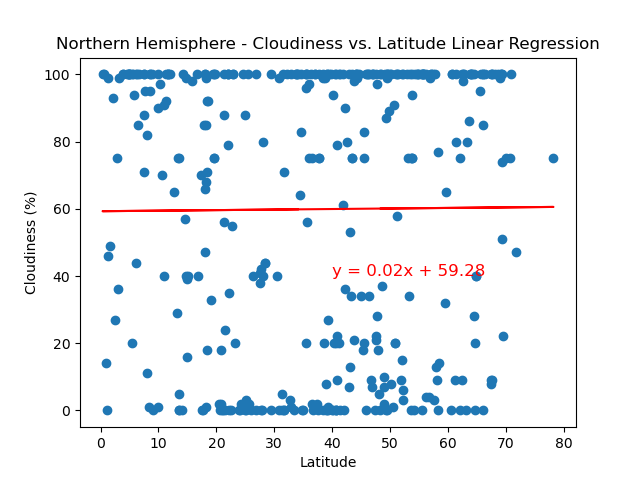 Northern Hemisphere - Cloudiness vs. Latitude Linear Regression
100
80
60
40
20
0
Cloudiness (%)
y = 0.02x + 59.28
0 10 20 30 40 50 60 70 80
Latitude